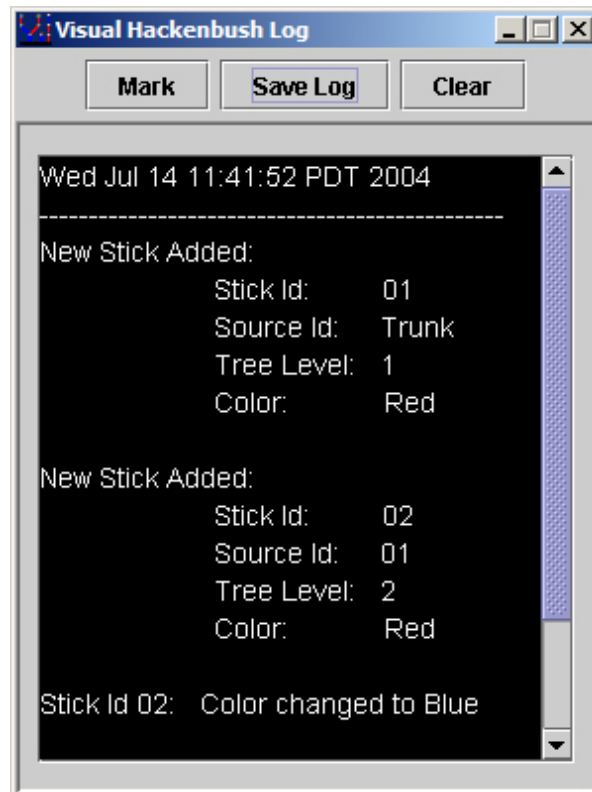 Visual Hackenbush Log
Mark Save Log Clear
Wed Jul 14 11:41:52 PDT 2004
------------------------------------------------
New Stick Added:
Stick Id: 01
Source Id: Trunk
Tree Level: 1
Color: Red
New Stick Added:
Stick Id: 02
Source Id: 01
Tree Level: 2
Color: Red
Stick Id 02: Color changed to Blue